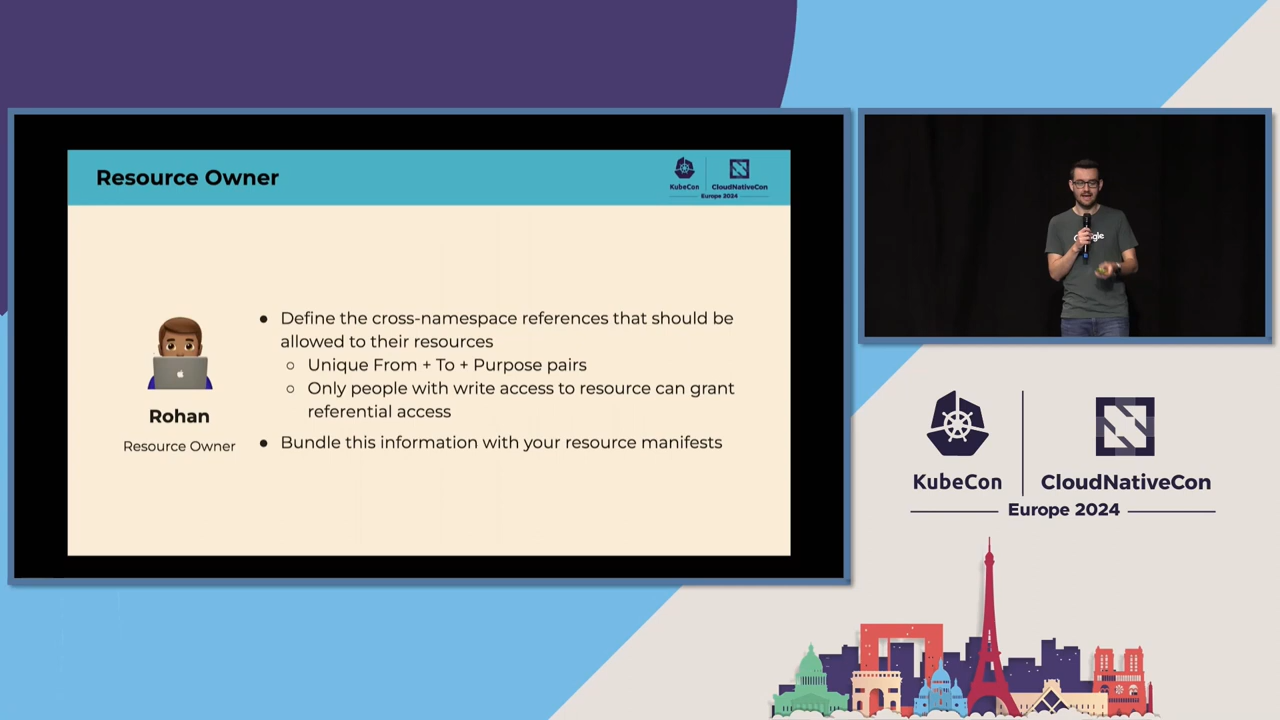 Resource Owner
KubeCon
CloudNativeCon
Europe 2024
● Define the cross-namespace references that should be
allowed to their resources
○ Unique From + To + Purpose pairs
○ Only people with write access to resource can grant
referential access
● Bundle this information with your resource manifests
Rohan
Resource Owner
KubeCon
CloudNativeCon
Europe 2024